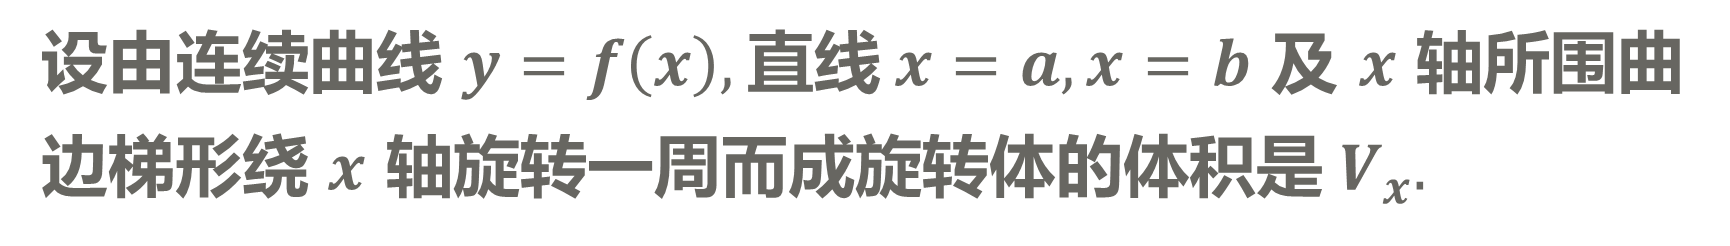 设由连续曲线 y = f(x), 直线 x = a, x = b 及 x 轴所围曲
边梯形绕 x 轴旋转一周而成旋转体的体积是 Vₓ.